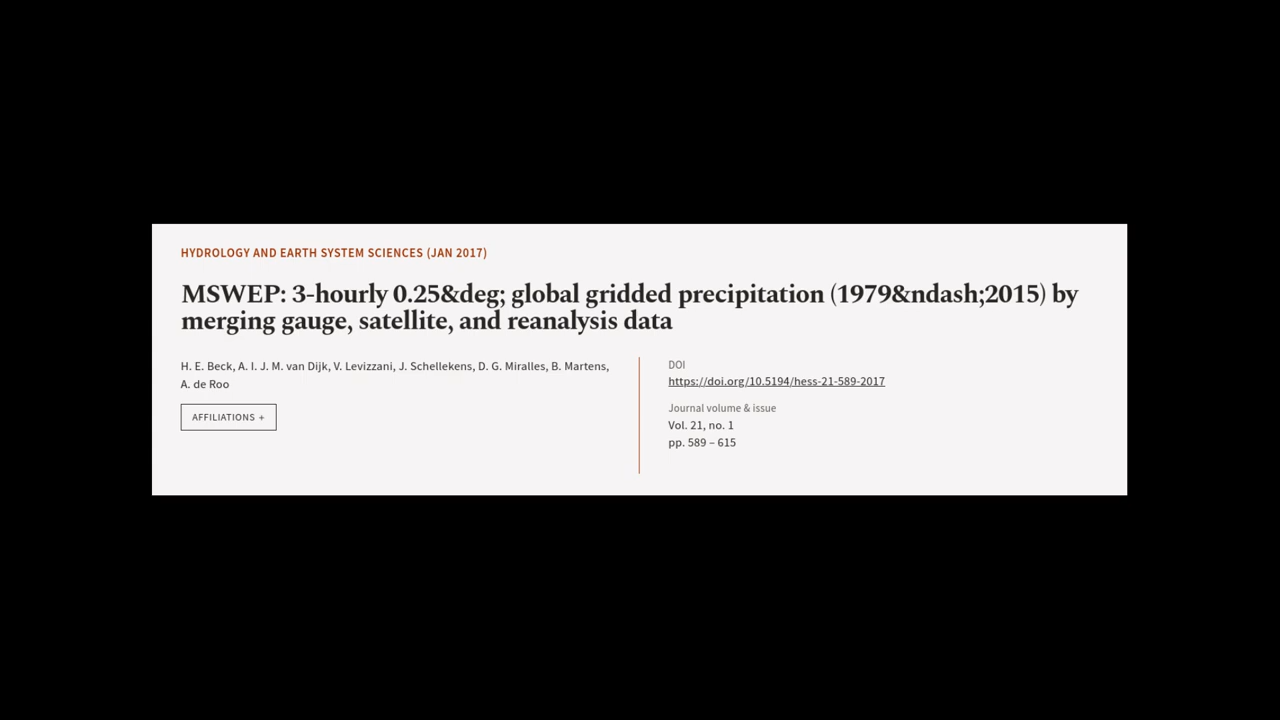 HYDROLOGY AND EARTH SYSTEM SCIENCES (JAN 2017)
MSWEP: 3-hourly 0.25&deg; global gridded precipitation (1979&ndash;2015) by
merging gauge, satellite, and reanalysis data
H. E. Beck, A. I. J. M. van Dijk, V. Levizzani, J. Schellekens, D. G. Miralles, B. Martens,
A. de Roo
AFFILIATIONS +
DOI
https://doi.org/10.5194/hess-21-589-2017
Journal volume & issue
Vol. 21, no. 1
pp. 589 – 615